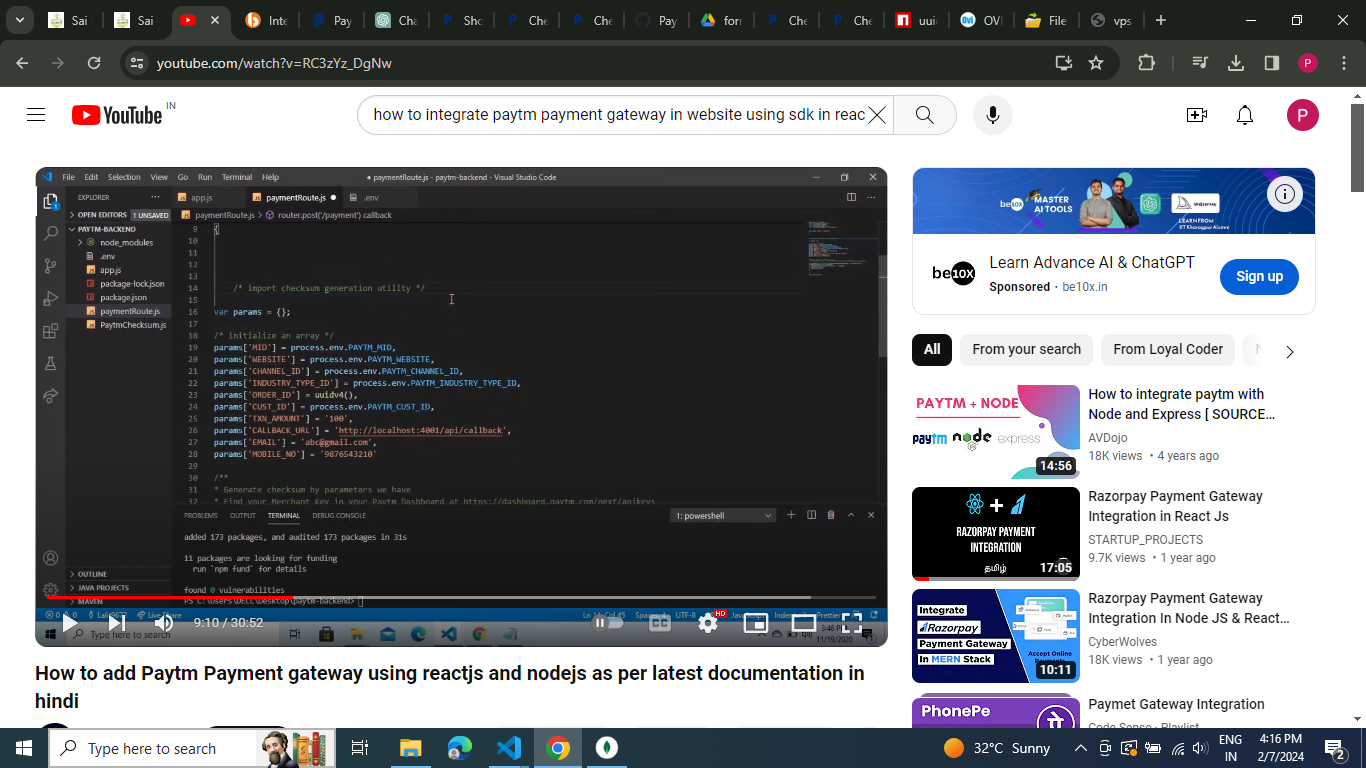 Sai
Sai
Inte
Pay
Cha
Sho
Che
Che
Pay
forr
Che
Che
uuid
OVI
File
vps
youtube.com/watch?v=RC3zYz_DgNw
YouTube IN
how to integrate paytm payment gateway in website using sdk in reac
P
File Edit Selection View Go Run Terminal Help
● paymentRoute.js - paytm-backend - Visual Studio Code
EXPLORER
app.js
paymentRoute.js ●
.env
OPEN EDITORS 1 UNSAVED
paymentRoute.js > router.post('/payment') callback
PAYTM-BACKEND
node_modules
.env
app.js
package-lock.json
package.json
paymentRoute.js
PaytmChecksum.js
OUTLINE
JAVA PROJECTS
MAVEN
9 {
10
11
12
13
14 /* import checksum generation utility */
15
16 var params = {};
17
18 /* initialize an array */
19 params['MID'] = process.env.PAYTM_MID,
20 params['WEBSITE'] = process.env.PAYTM_WEBSITE,
21 params['CHANNEL_ID'] = process.env.PAYTM_CHANNEL_ID,
22 params['INDUSTRY_TYPE_ID'] = process.env.PAYTM_INDUSTRY_TYPE_ID,
23 params['ORDER_ID'] = uuidv4(),
24 params['CUST_ID'] = process.env.PAYTM_CUST_ID,
25 params['TXN_AMOUNT'] = '100',
26 params['CALLBACK_URL'] = 'http://localhost:4001/api/callback',
27 params['EMAIL'] = 'abc@gmail.com',
28 params['MOBILE_NO'] = '9876543210'
29
30 /**
31 * Generate checksum by parameters we have
32 * Find your Merchant Key in your Paytm Dashboard at https://dashboard.paytm.com/next/apikeys
PROBLEMS OUTPUT TERMINAL DEBUG CONSOLE
1: powershell
added 173 packages, and audited 173 packages in 31s
11 packages are looking for funding
run `npm fund` for details
found 0 vulnerabilities
PS C:\Users\DELL\Desktop\paytm-backend>
Live Share
UTF-8
Type here to search
3:46 PM
11/19/2020
9:10 / 30:52
HD
How to add Paytm Payment gateway using reactjs and nodejs as per latest documentation in
hindi
be10x
MASTER
AI TOOLS
Midjourney
LEARN FROM
IIT Kharagpur Alumni
be10X
Learn Advance AI & ChatGPT
Sponsored · be10x.in
Sign up
All
From your search
From Loyal Coder
PAYTM + NODE
paytm node express
14:56
How to integrate paytm with
Node and Express [ SOURCE...
AVDojo
18K views • 4 years ago
RAZORPAY PAYMENT
INTEGRATION
தமிழ்
17:05
Razorpay Payment Gateway
Integration in React Js
STARTUP_PROJECTS
9.7K views • 1 year ago
Integrate
Razorpay
Payment Gateway
In MERN Stack
Accept Online
10:11
Razorpay Payment Gateway
Integration In Node JS & React...
CyberWolves
18K views • 1 year ago
PhonePe
Paymet Gateway Integration
Code Sense · Playlist
Type here to search
32°C Sunny
ENG
IN
4:16 PM
2/7/2024
2